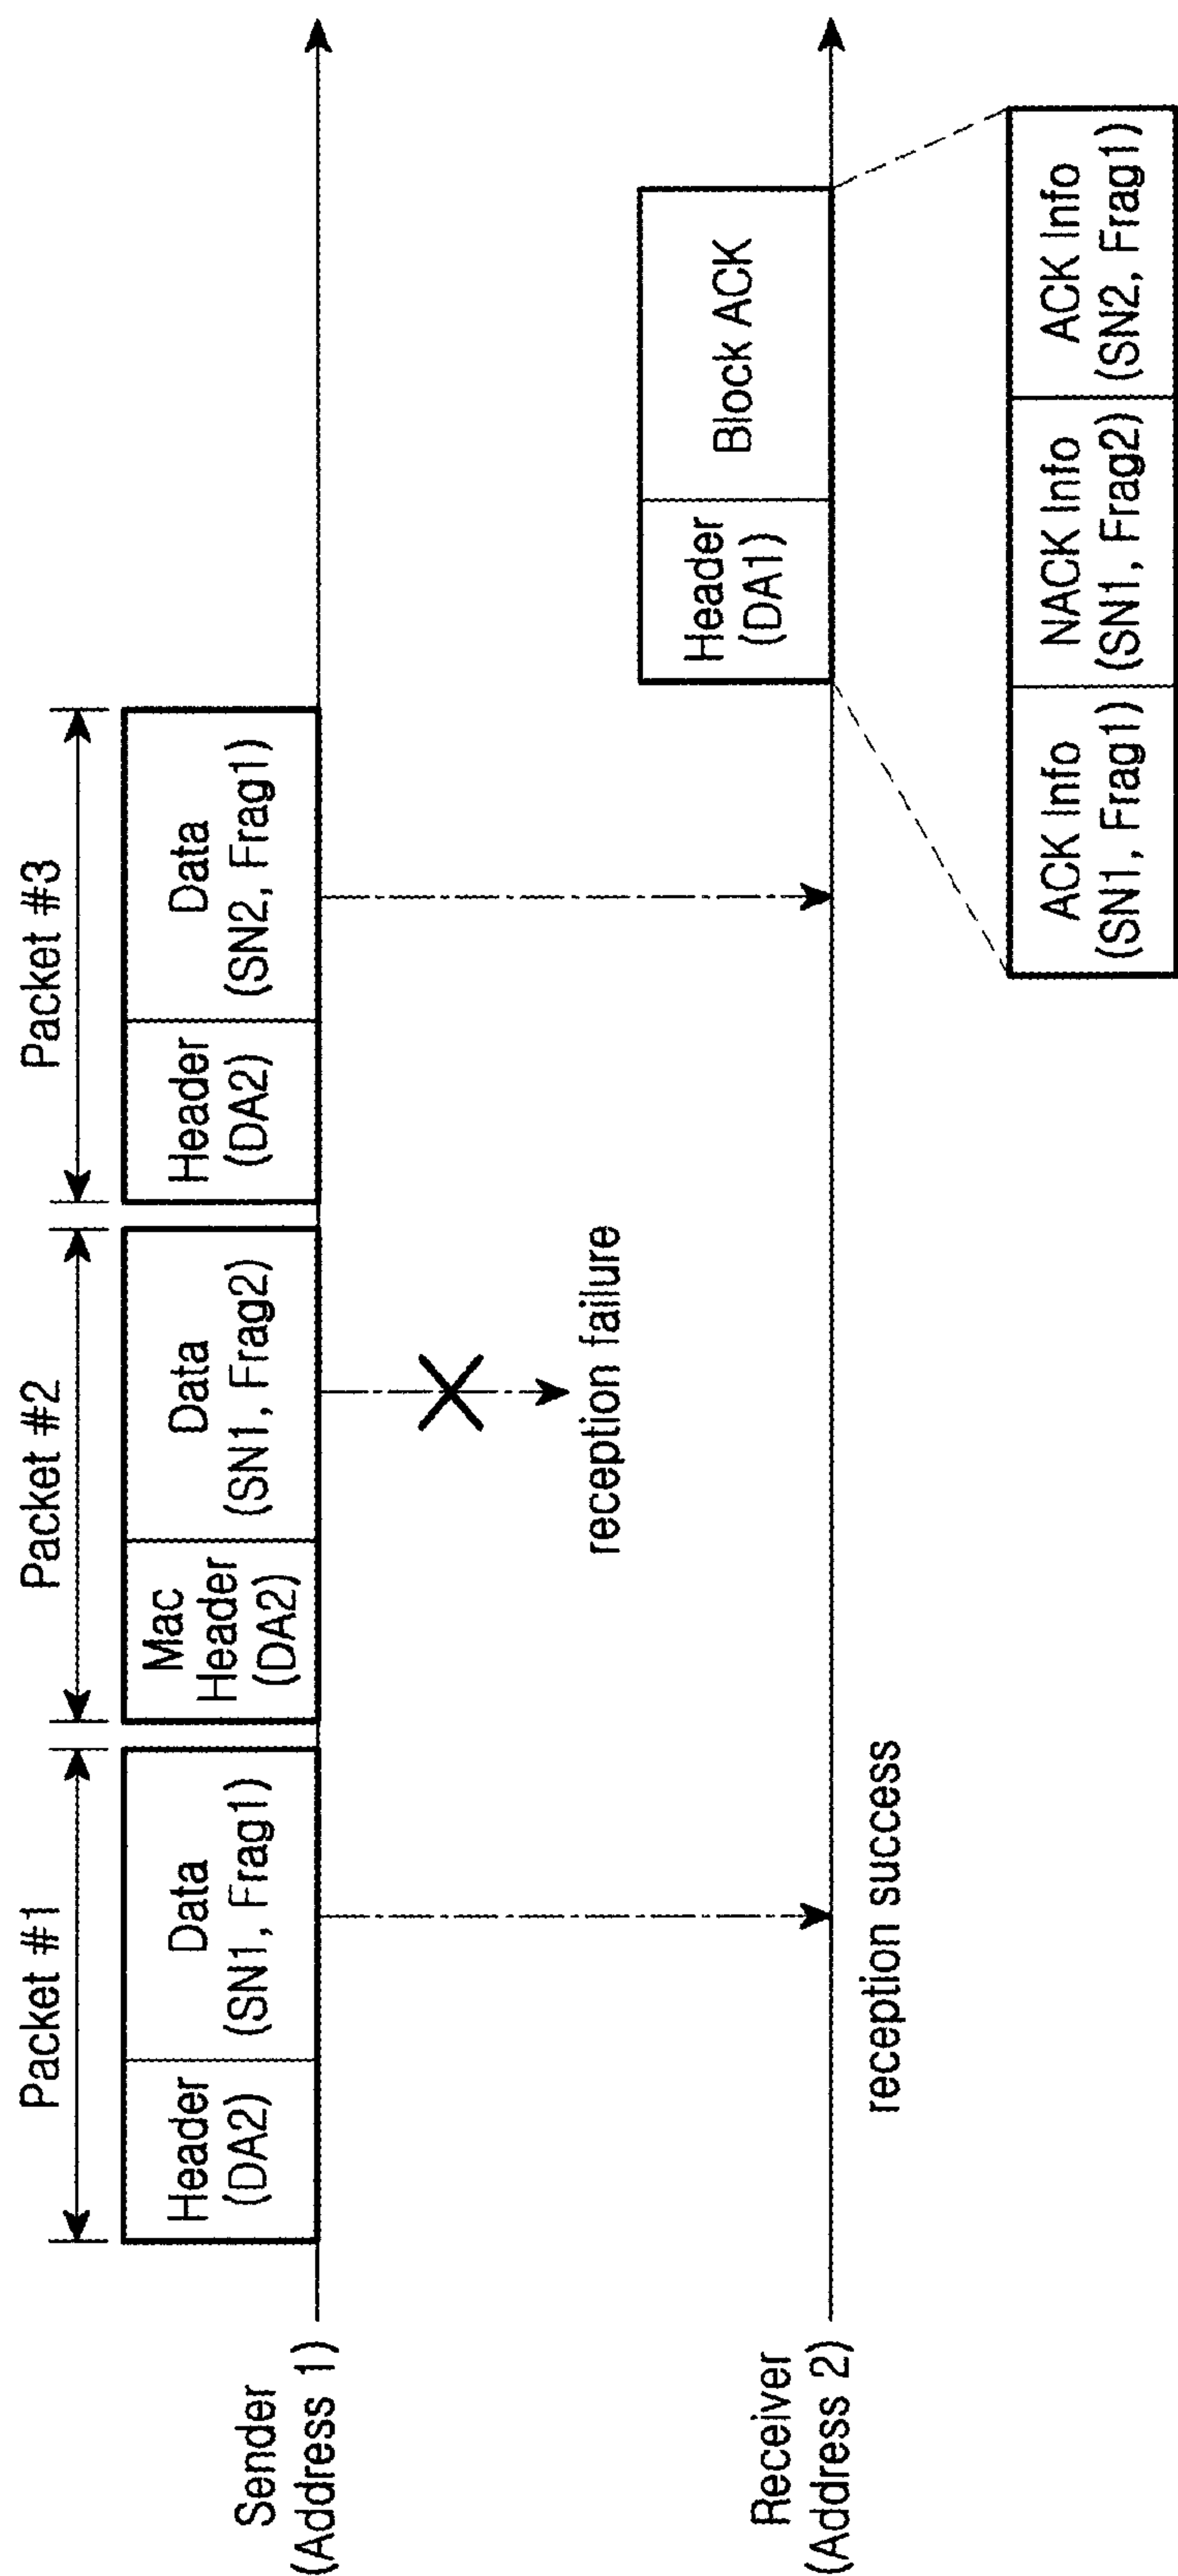 Packet #1
Packet #2
Packet #3
Header
(DA2)
Data
(SN1, Frag1)
Mac
Header
(DA2)
Data
(SN1, Frag2)
Header
(DA2)
Data
(SN2, Frag1)
Sender
(Address 1)
reception failure
Header
(DA1)
Block ACK
Receiver
(Address 2)
reception success
ACK Info
(SN1, Frag1)
NACK Info
(SN1, Frag2)
ACK Info
(SN2, Frag1)